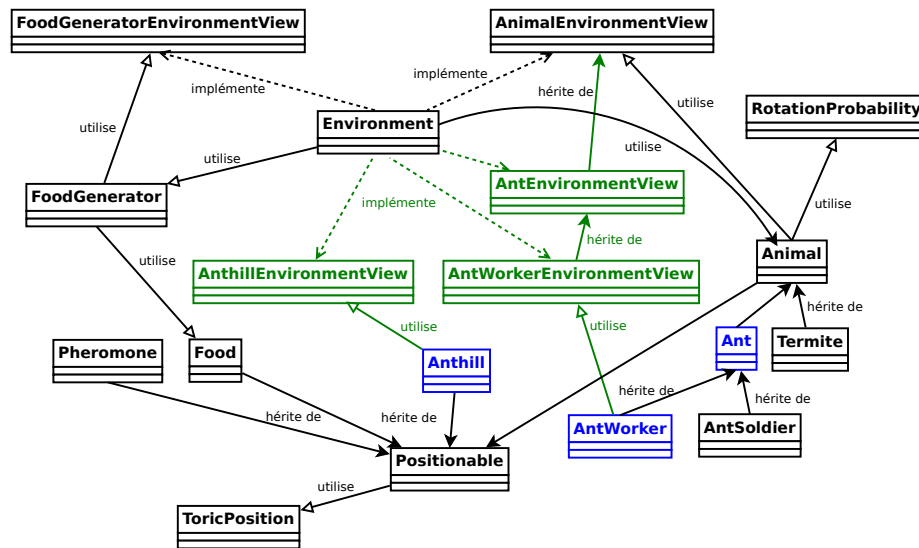 FoodGeneratorEnvironmentView
AnimalEnvironmentView
implémente
implémente
hérite de
utilise
RotationProbability
utilise
Environment
utilise
utilise
FoodGenerator
AntEnvironmentView
implémente
utilise
utilise
hérite de
AnthillEnvironmentView
AntWorkerEnvironmentView
Animal
hérite de
utilise
utilise
Pheromone
Food
Anthill
Ant
Termite
hérite de
hérite de
hérite de
hérite de
AntWorker
AntSoldier
Positionable
utilise
ToricPosition